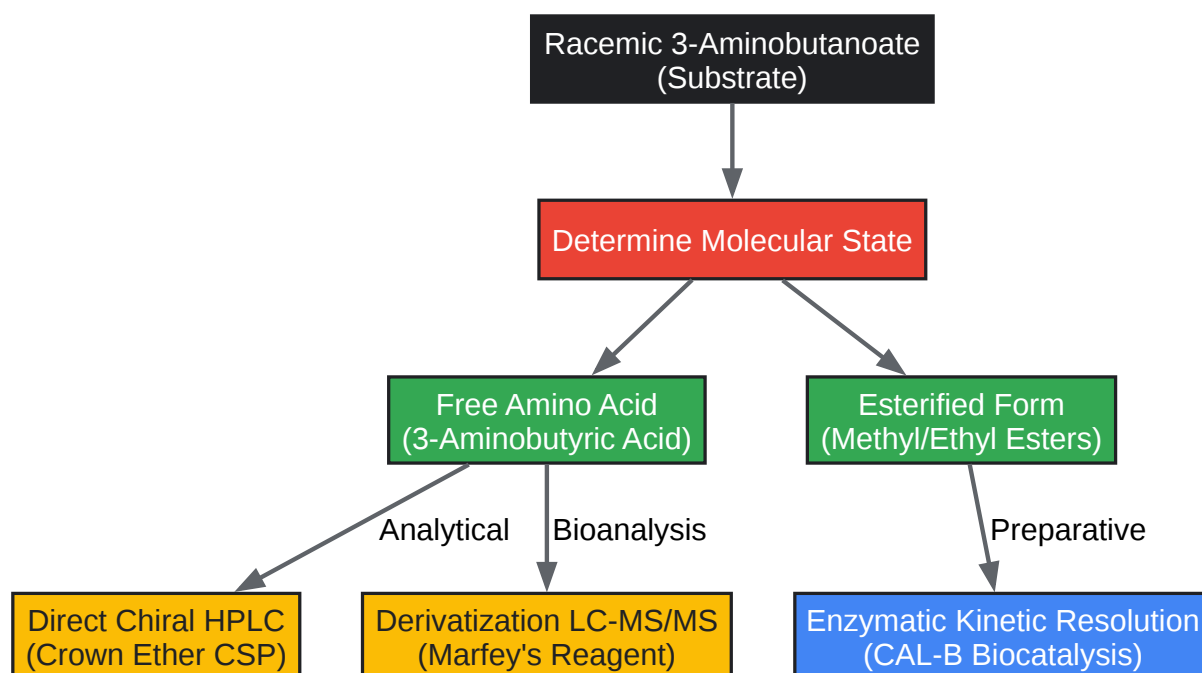 Racemic 3-Aminobutanoate
(Substrate)
Determine Molecular State
Free Amino Acid
(3-Aminobutyric Acid)
Esterified Form
(Methyl/Ethyl Esters)
Analytical
Bioanalysis
Preparative
Direct Chiral HPLC
(Crown Ether CSP)
Derivatization LC-MS/MS
(Marfey's Reagent)
Enzymatic Kinetic Resolution
(CAL-B Biocatalysis)